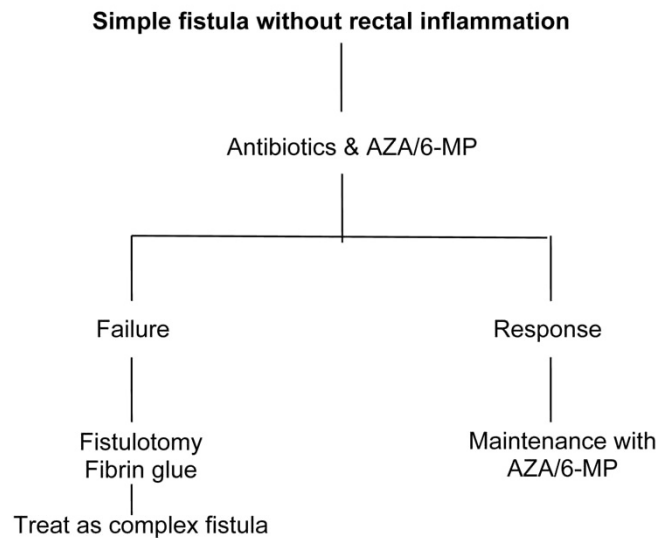 Simple fistula without rectal inflammation
Antibiotics & AZA/6-MP
Failure
Response
Fistulotomy
Fibrin glue
Maintenance with
AZA/6-MP
Treat as complex fistula